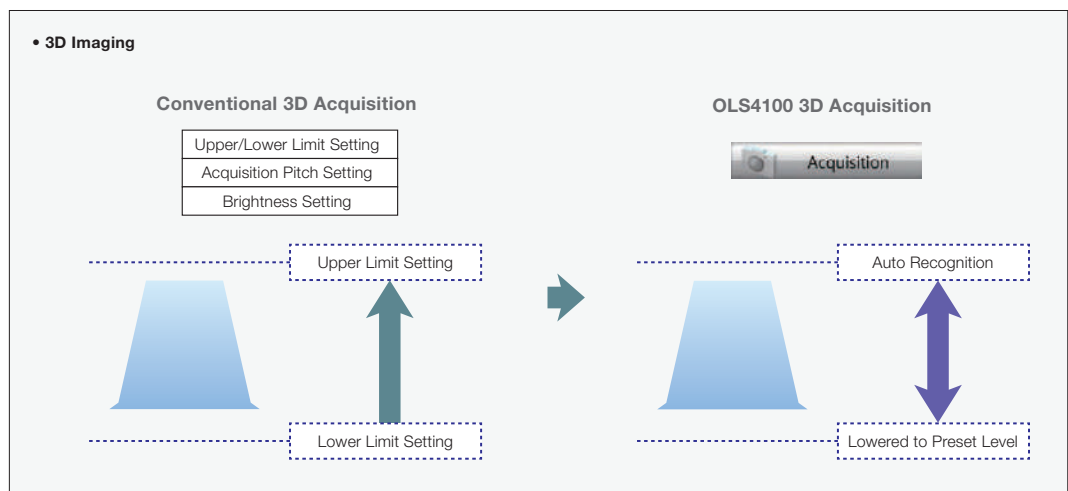 • 3D Imaging
Conventional 3D Acquisition
Upper/Lower Limit Setting
Acquisition Pitch Setting
Brightness Setting
Upper Limit Setting
Lower Limit Setting
OLS4100 3D Acquisition
Acquisition
Auto Recognition
Lowered to Preset Level